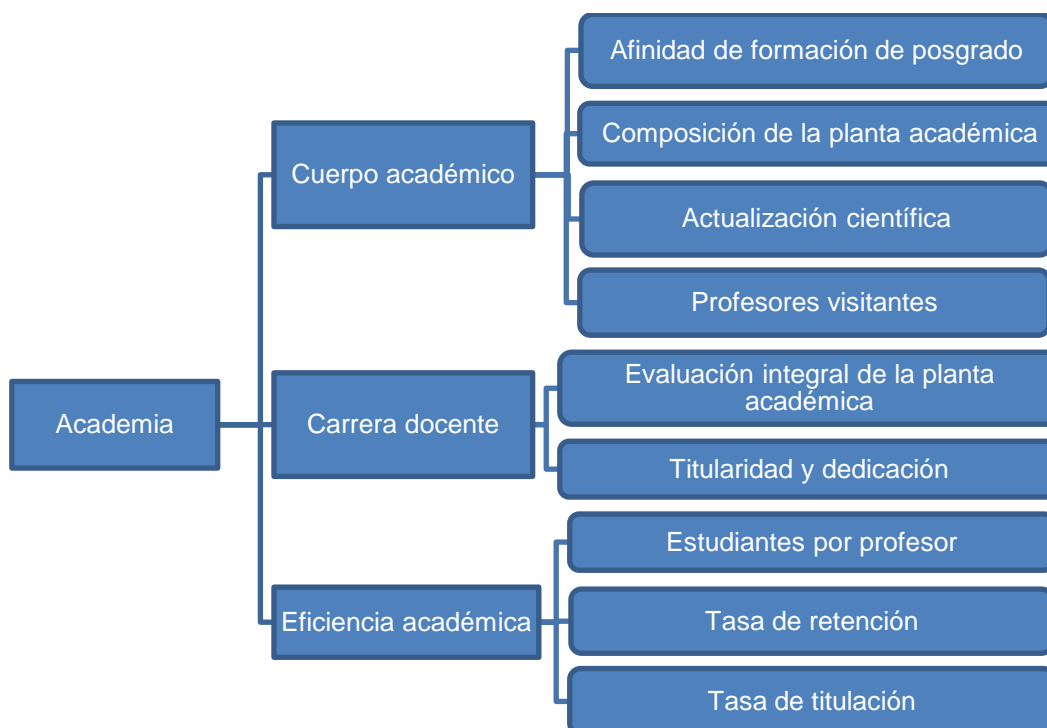 Afinidad de formación de posgrado
Composición de la planta académica
Cuerpo académico
Actualización científica
Profesores visitantes
Evaluación integral de la planta
académica
Academia
Carrera docente
Titularidad y dedicación
Estudiantes por profesor
Eficiencia académica
Tasa de retención
Tasa de titulación